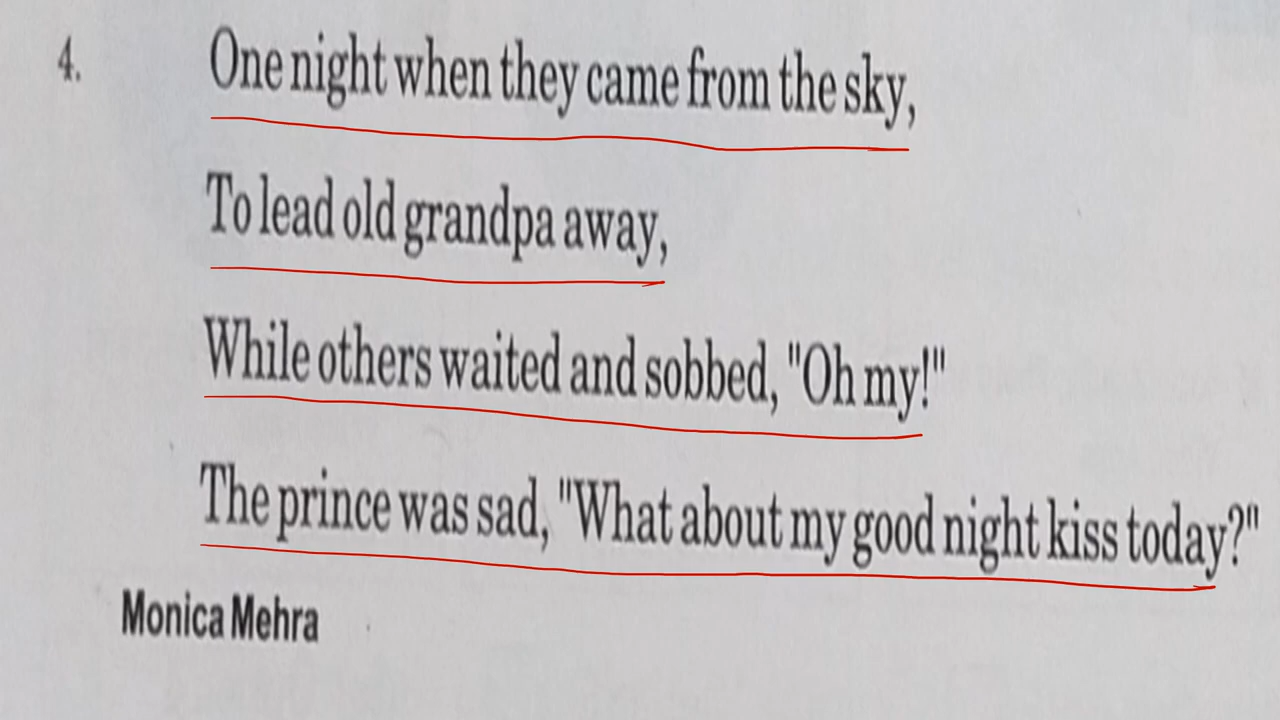 4. One night when they came from the sky,
To lead old grandpa away,
While others waited and sobbed, "Oh my!"
The prince was sad, "What about my good night kiss today?"
Monica Mehra